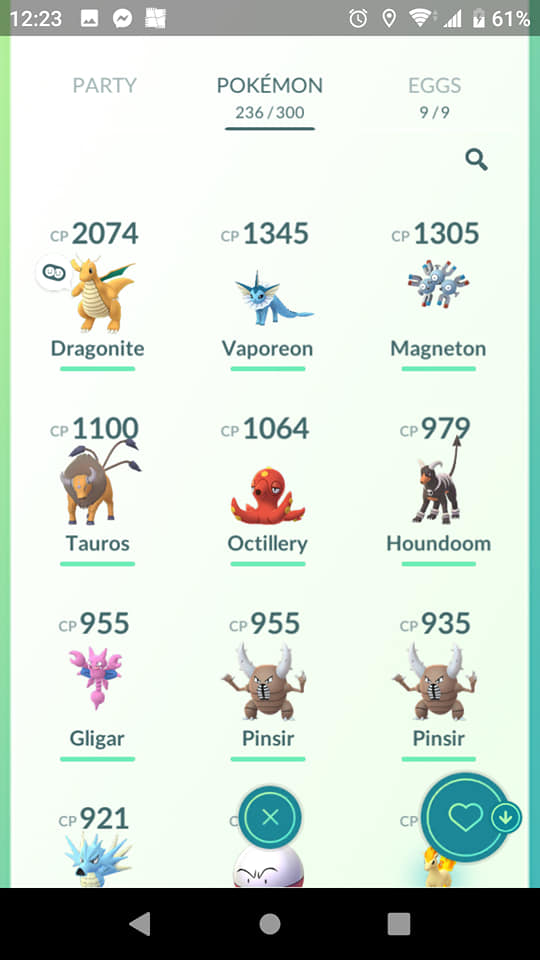 12:23 61%
PARTY POKÉMON EGGS
236 / 300 9 / 9
CP 2074 CP 1345 CP 1305
Dragonite Vaporeon Magneton
CP 1100 CP 1064 CP 979
Tauros Octillery Houndoom
CP 955 CP 955 CP 935
Gligar Pinsir Pinsir
CP 921 CP